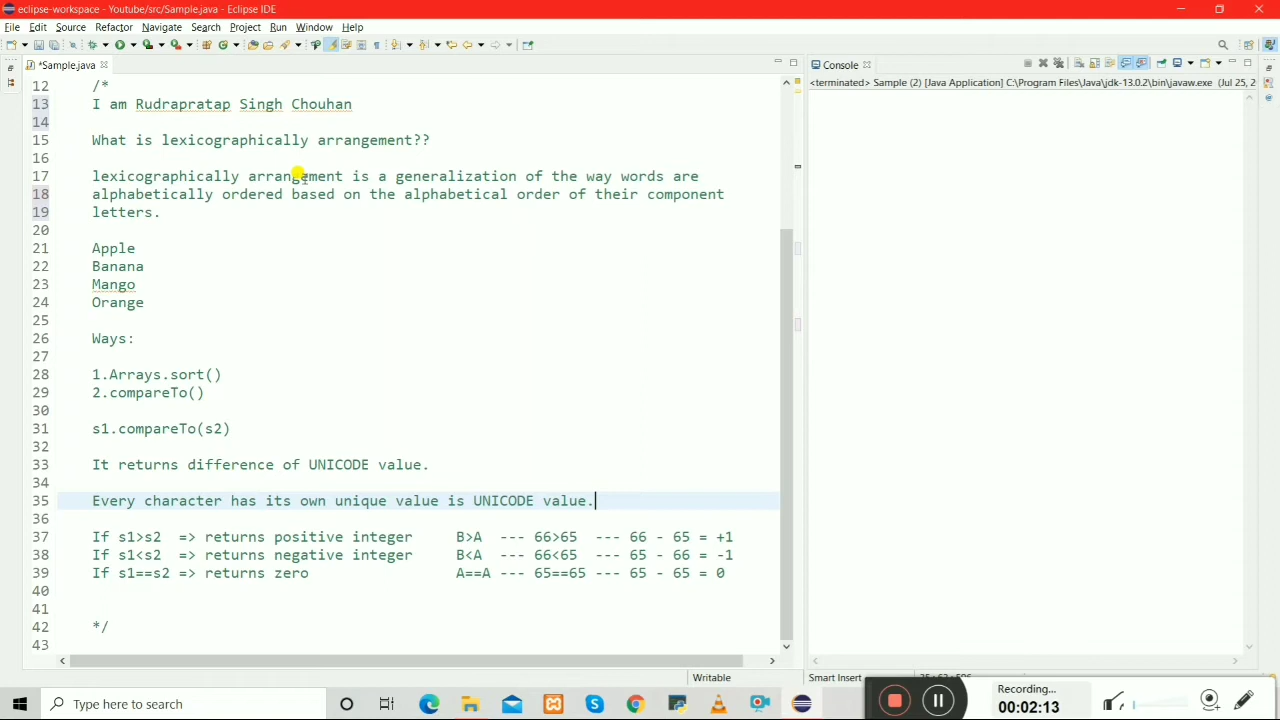 eclipse-workspace - Youtube/src/Sample.java - Eclipse IDE
File Edit Source Refactor Navigate Search Project Run Window Help
*Sample.java
Console
<terminated> Sample (2) [Java Application] C:\Program Files\Java\jdk-13.0.2\bin\javaw.exe (Jul 25, 2
12 /*
13 I am Rudrapratap Singh Chouhan
14
15 What is lexicographically arrangement??
16
17 lexicographically arrangement is a generalization of the way words are
18 alphabetically ordered based on the alphabetical order of their component
19 letters.
20
21 Apple
22 Banana
23 Mango
24 Orange
25
26 Ways:
27
28 1.Arrays.sort()
29 2.compareTo()
30
31 s1.compareTo(s2)
32
33 It returns difference of UNICODE value.
34
35 Every character has its own unique value is UNICODE value.
36
37 If s1>s2 => returns positive integer B>A --- 66>65 --- 66 - 65 = +1
38 If s1<s2 => returns negative integer B<A --- 66<65 --- 65 - 66 = -1
39 If s1==s2 => returns zero A==A --- 65==65 --- 65 - 65 = 0
40
41
42 */
43
Writable
Smart Insert
Type here to search
Recording...
00:02:13